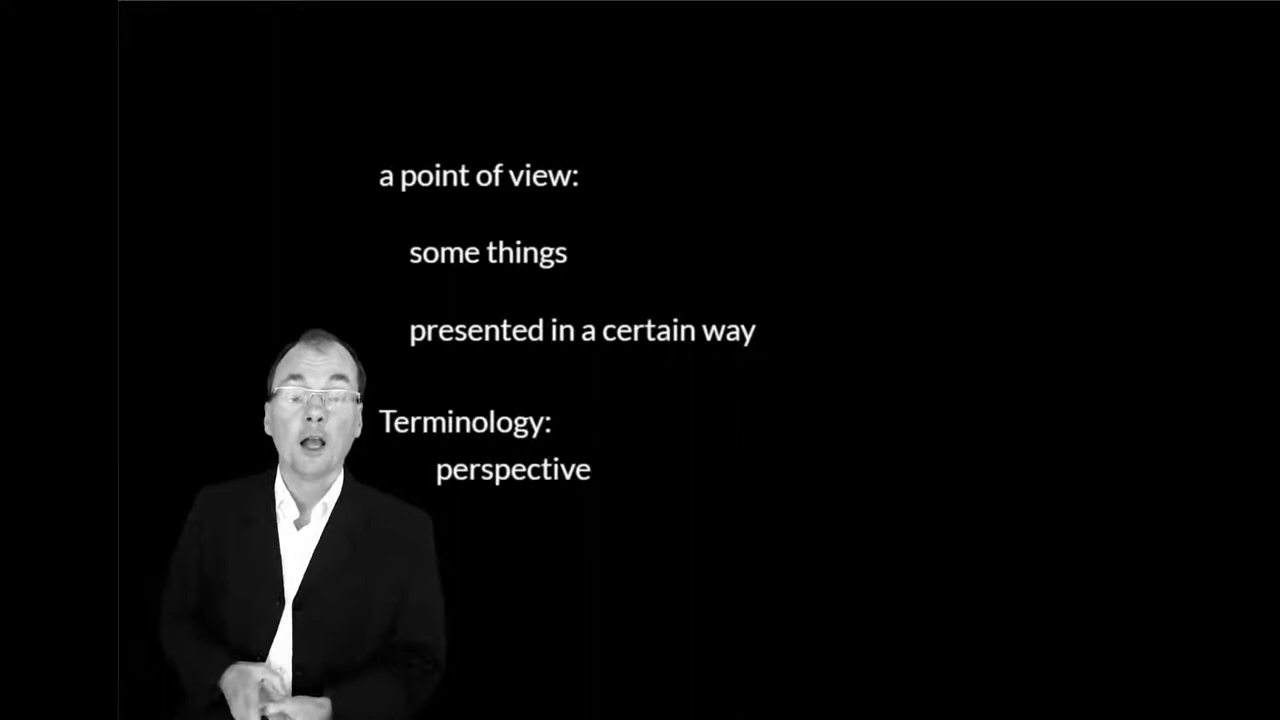 a point of view:
some things
presented in a certain way
Terminology:
perspective